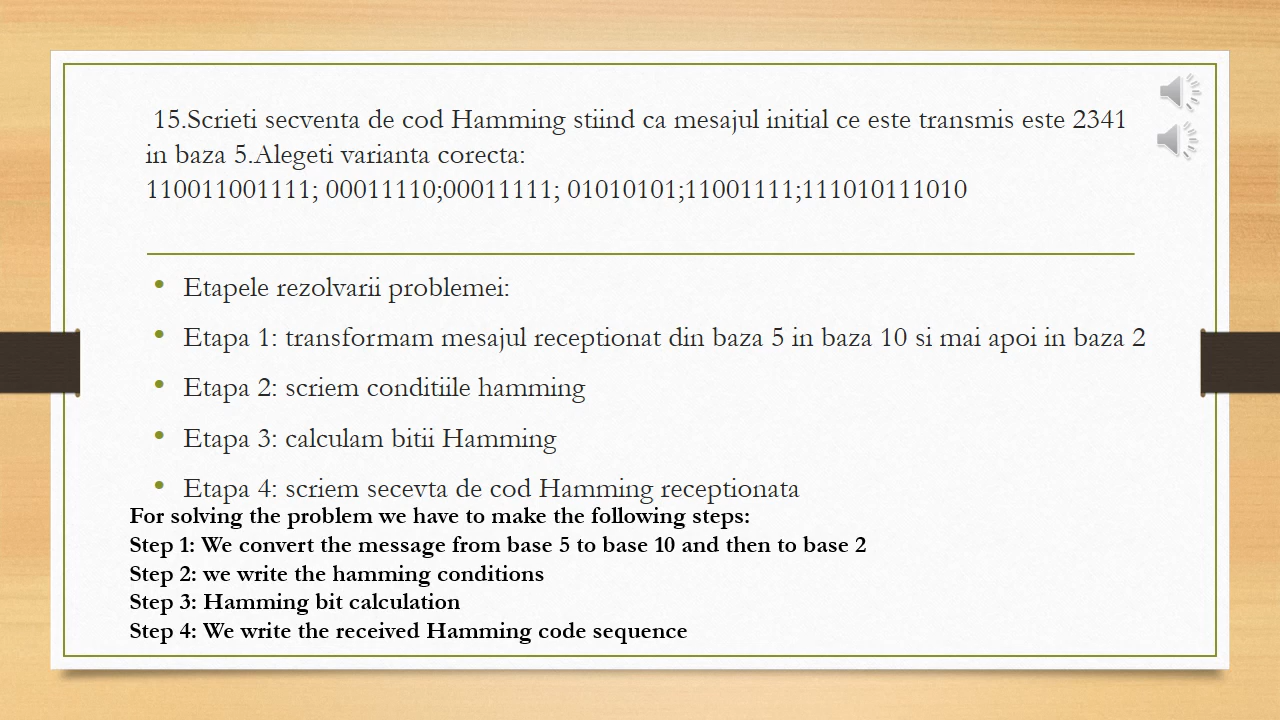 15.Scrieti secventa de cod Hamming stiind ca mesajul initial ce este transmis este 2341
in baza 5.Alegeti varianta corecta:
110011001111; 00011110;00011111; 01010101;11001111;111010111010
• Etapele rezolvarii problemei:
• Etapa 1: transformam mesajul receptionat din baza 5 in baza 10 si mai apoi in baza 2
• Etapa 2: scriem conditiile hamming
• Etapa 3: calculam bitii Hamming
• Etapa 4: scriem secevta de cod Hamming receptionata
For solving the problem we have to make the following steps:
Step 1: We convert the message from base 5 to base 10 and then to base 2
Step 2: we write the hamming conditions
Step 3: Hamming bit calculation
Step 4: We write the received Hamming code sequence